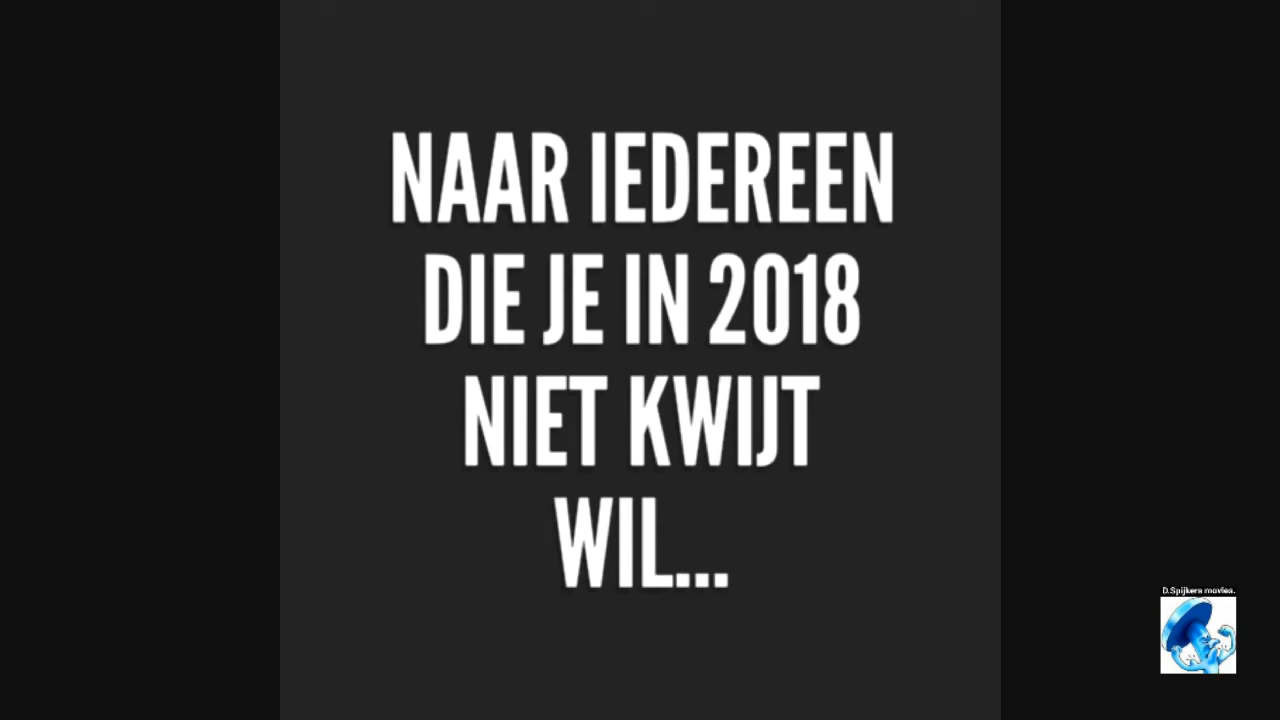 NAAR IEDEREEN
DIE JE IN 2018
NIET KWIJT
WIL...
D.Spijkers movies.